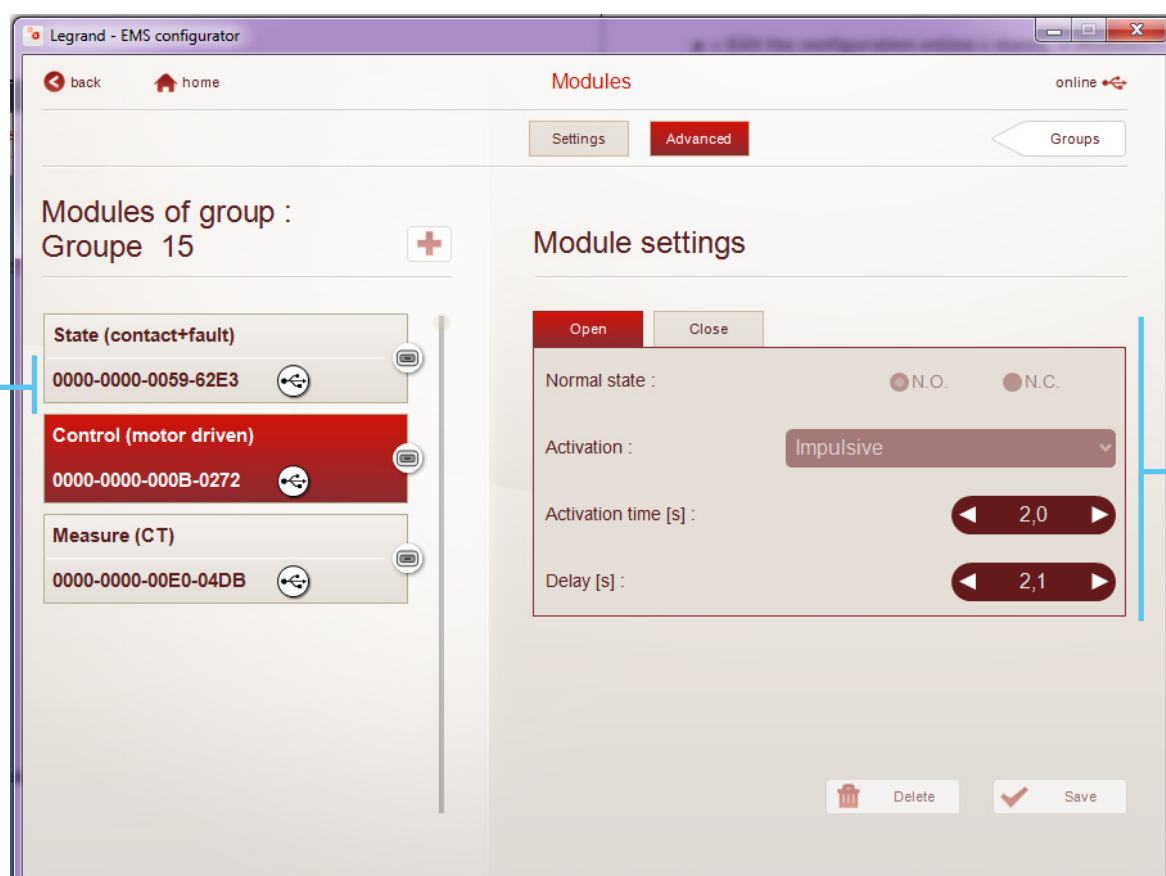 Legrand - EMS configurator
back
home
Modules
online
Settings
Advanced
Groups
Modules of group :
Groupe 15
State (contact+fault)
0000-0000-0059-62E3
Control (motor driven)
0000-0000-000B-0272
Measure (CT)
0000-0000-00E0-04DB
Module settings
Open
Close
Normal state :
N.O.
N.C.
Activation :
Impulsive
Activation time [s] :
2,0
Delay [s] :
2,1
Delete
Save